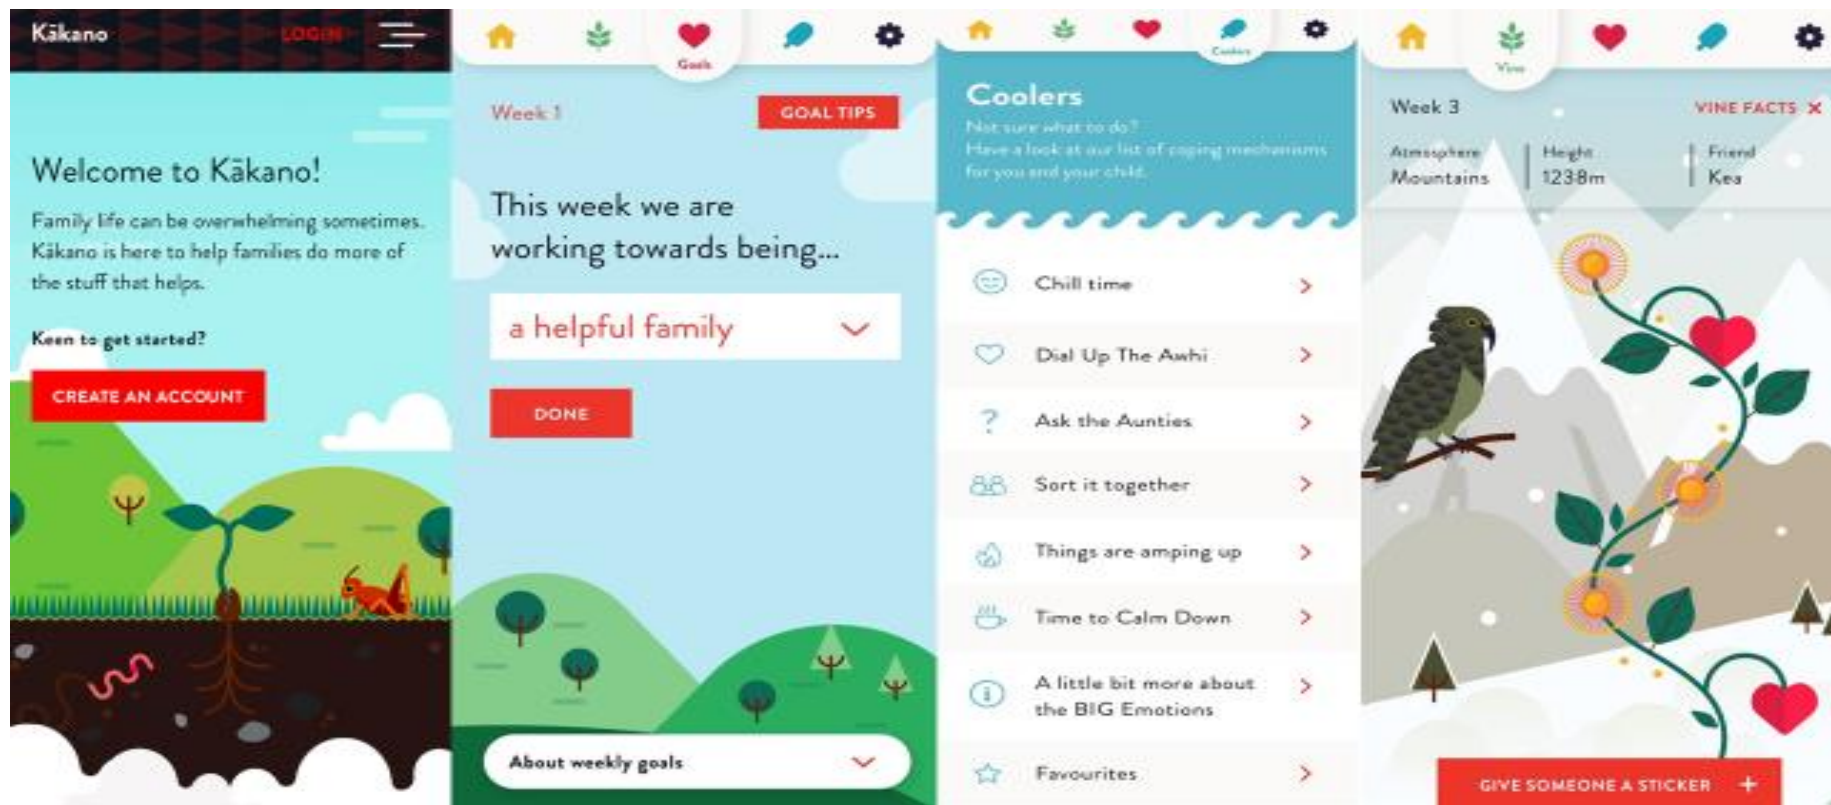 Kākano
LOGIN
Welcome to Kākano!
Family life can be overwhelming sometimes.
Kākano is here to help families do more of
the stuff that helps.
Keen to get started?
CREATE AN ACCOUNT
Goals
Week 1
GOAL TIPS
This week we are
working towards being...
a helpful family
DONE
About weekly goals
Coolers
Coolers
Not sure what to do?
Have a look at our list of coping mechanisms
for you and your child.
Chill time
Dial Up The Awhi
Ask the Aunties
Sort it together
Things are amping up
Time to Calm Down
A little bit more about
the BIG Emotions
Favourites
Vine
Week 3
VINE FACTS X
Atmosphere
Mountains
Height
1238m
Friend
Kea
GIVE SOMEONE A STICKER +